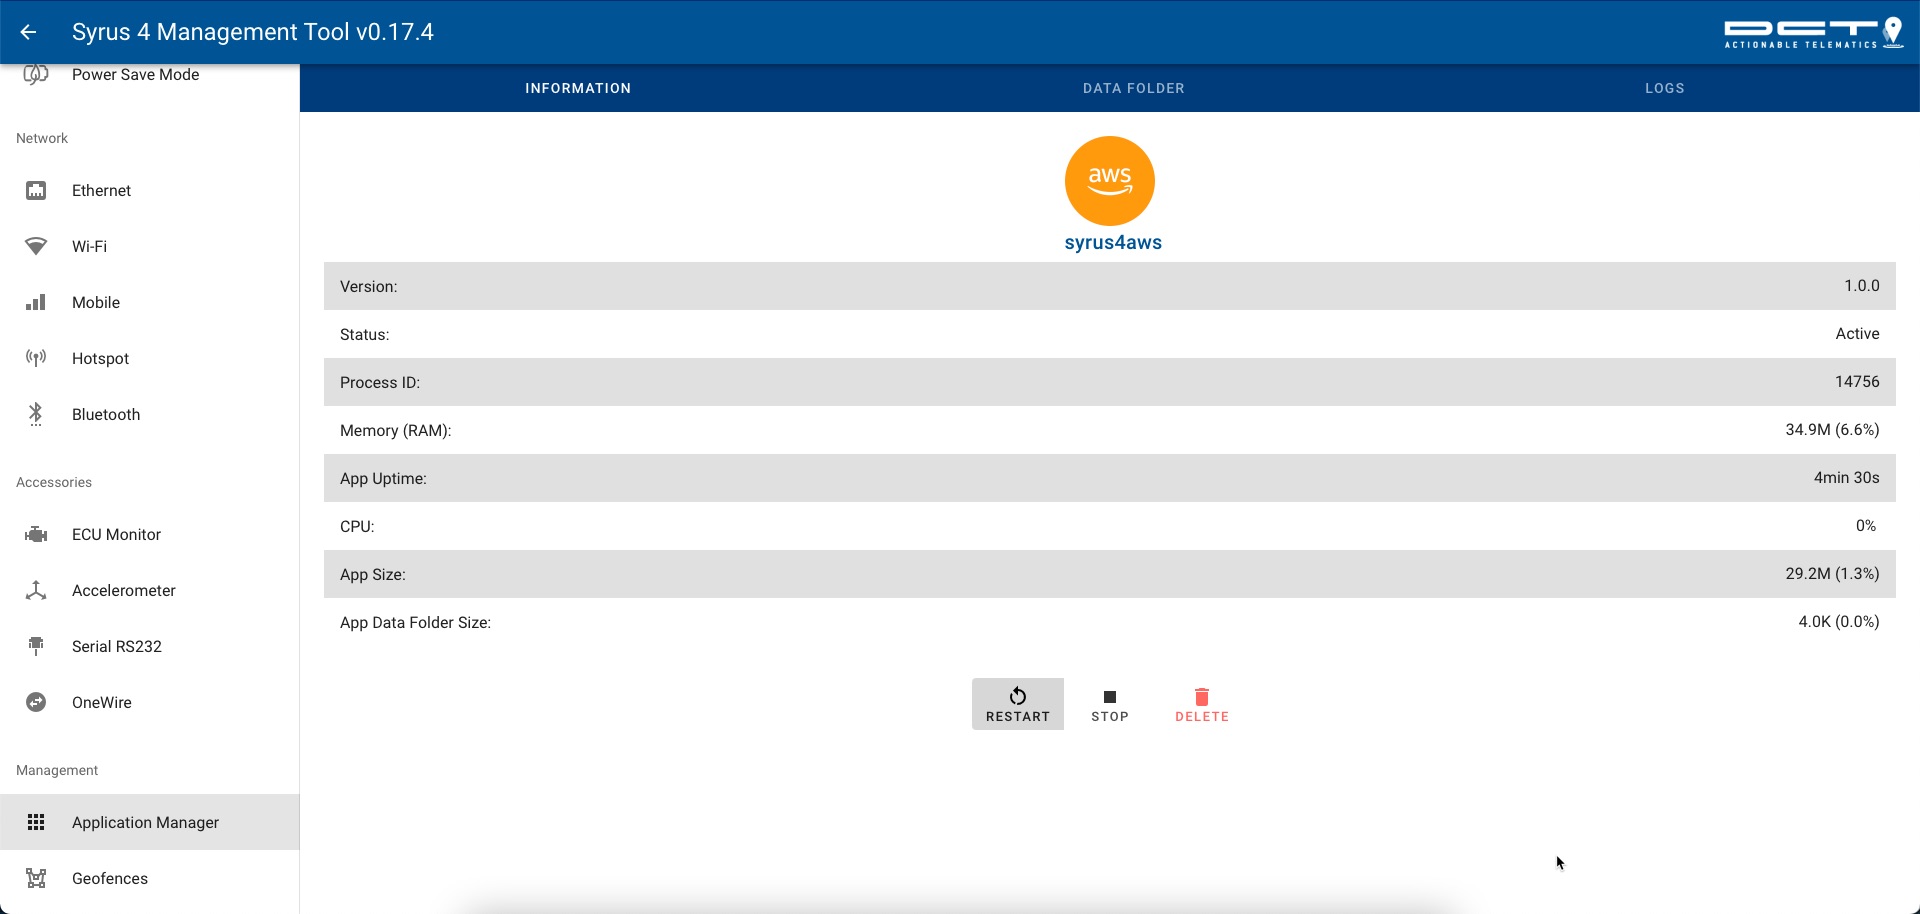 Syrus 4 Management Tool v0.17.4
DCT
ACTIONABLE TELEMATICS
Power Save Mode
Network
Ethernet
Wi-Fi
Mobile
Hotspot
Bluetooth
Accessories
ECU Monitor
Accelerometer
Serial RS232
OneWire
Management
Application Manager
Geofences
INFORMATION
DATA FOLDER
LOGS
aws
syrus4aws
Version: 1.0.0
Status: Active
Process ID: 14756
Memory (RAM): 34.9M (6.6%)
App Uptime: 4min 30s
CPU: 0%
App Size: 29.2M (1.3%)
App Data Folder Size: 4.0K (0.0%)
RESTART
STOP
DELETE